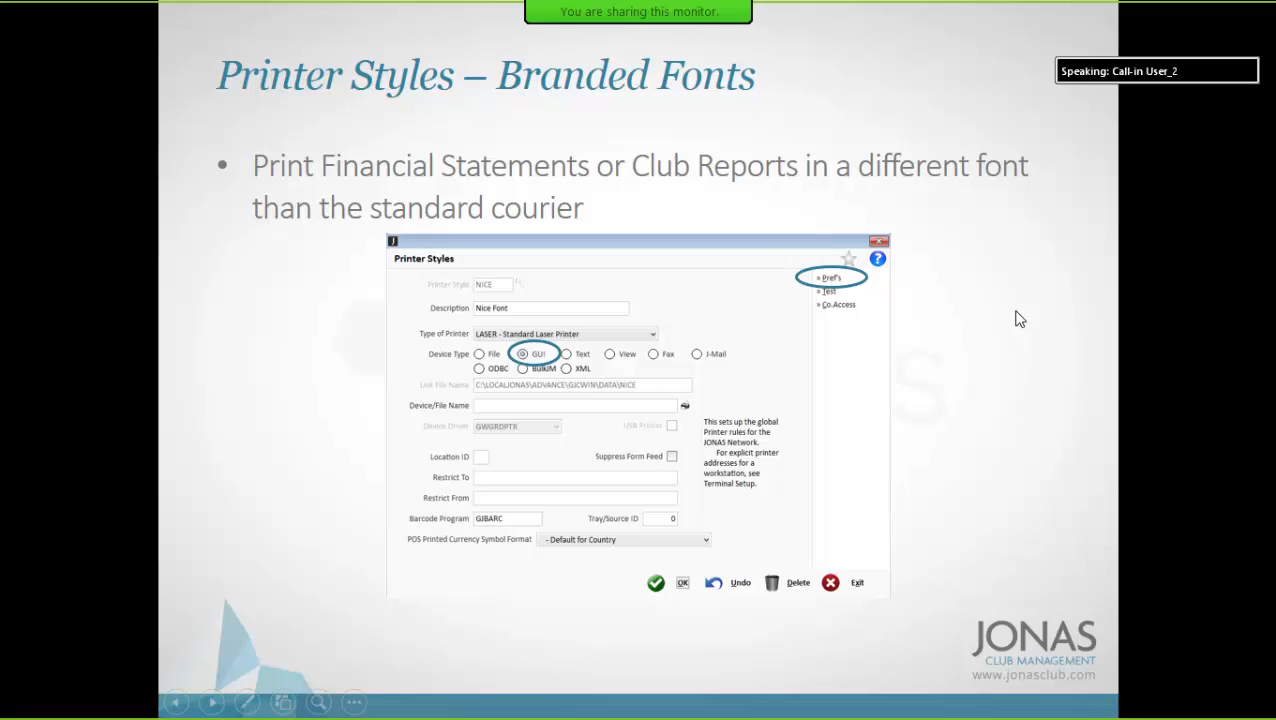 You are sharing this monitor.
Speaking: Call-in User_2
Printer Styles – Branded Fonts
• Print Financial Statements or Club Reports in a different font
than the standard courier
J
Printer Styles
?
» Pref's
» Test
» Co.Access
Printer Style NICE
Description Nice Font
Type of Printer LASER - Standard Laser Printer
Device Type File GUI Text View Fax J-Mail
ODBC BulkIM XML
Link File Name C:\LOCALJONAS\ADVANCE\GJCWIN\DATA\NICE
Device/File Name
Device Driver GWGRDPTR USB Printer
Location ID Suppress Form Feed
Restrict To
Restrict From
Barcode Program GJBARC Tray/Source ID 0
POS Printed Currency Symbol Format - Default for Country
This sets up the global
Printer rules for the
JONAS Network.
For explicit printer
addresses for a
workstation, see
Terminal Setup.
OK Undo Delete Exit
JONAS
CLUB MANAGEMENT
www.jonasclub.com